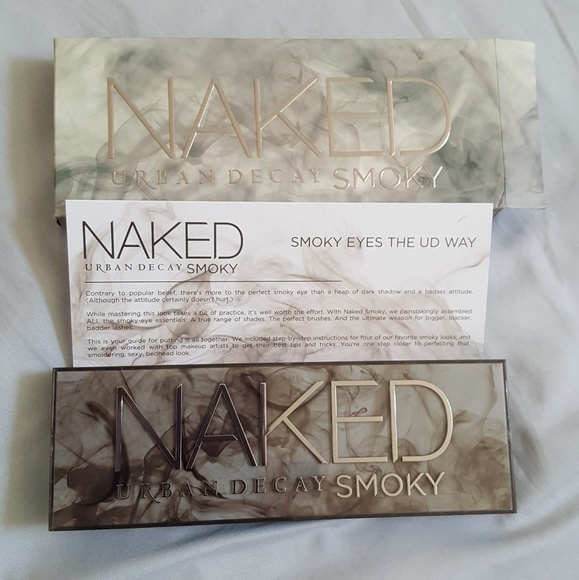 NAKED
URBAN DECAY SMOKY
NAKED
URBAN DECAY SMOKY
SMOKY EYES THE UD WAY
Contrary to popular belief, there's more to the perfect smoky eye than a heap of dark shadow and a badass attitude.
(Although the attitude certainly doesn't hurt.)
While mastering this look takes a bit of practice, it's well worth the effort. With Naked Smoky, we painstakingly assembled
ALL the smoky-eye essentials: A true range of shades. The perfect brushes. And the ultimate weapon for bigger, blacker,
badder lashes.
This is your guide for putting it all together. We included step-by-step instructions for four of our favorite smoky looks, and
we even worked with top makeup artists to get their best tips and tricks. You're one step closer to perfecting that
smoldering, sexy, bedhead look.
NAKED
URBAN DECAY SMOKY